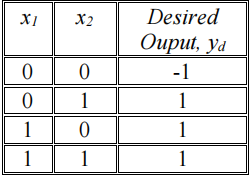 x1 x2 Desired
Ouput, yd
0 0 -1
0 1 1
1 0 1
1 1 1